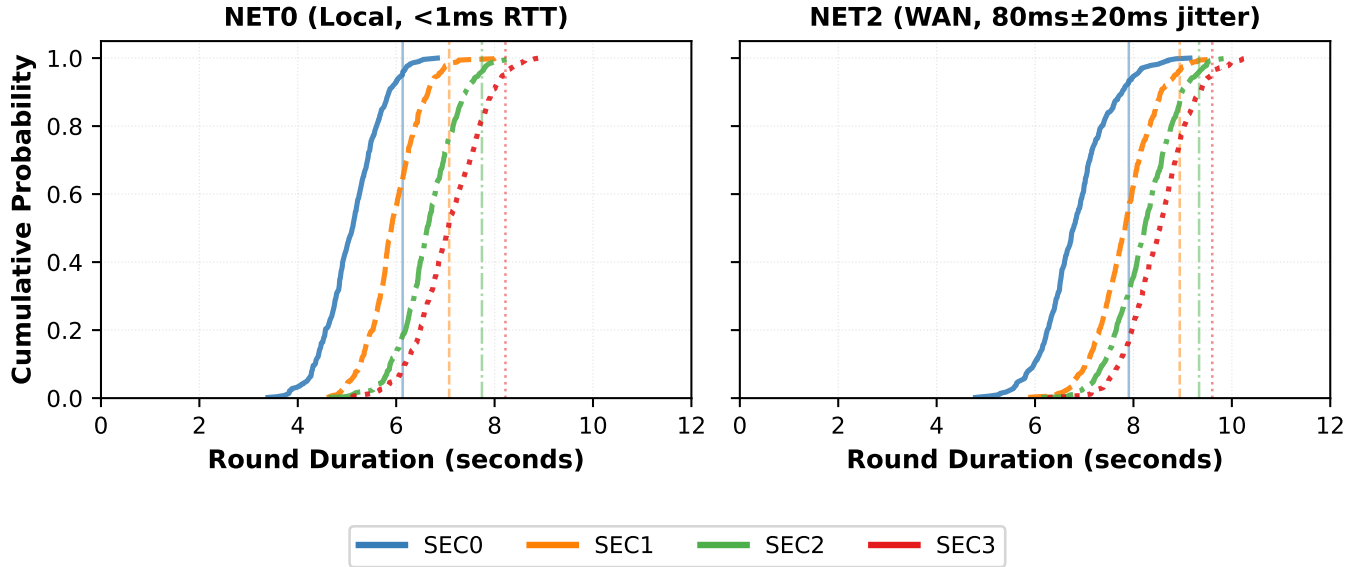 NET0 (Local, <1ms RTT)
NET2 (WAN, 80ms±20ms jitter)
Cumulative Probability
1.0
0.8
0.6
0.4
0.2
0.0
0 2 4 6 8 10 12
0 2 4 6 8 10 12
Round Duration (seconds)
Round Duration (seconds)
SEC0 SEC1 SEC2 SEC3